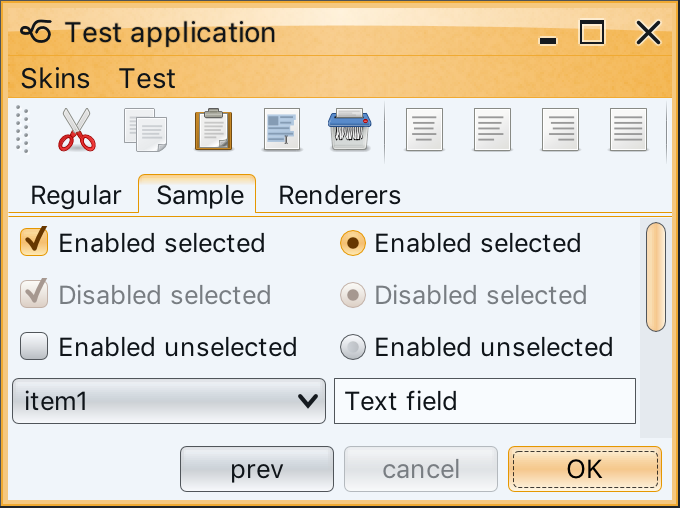 Test application
Skins Test
Regular Sample Renderers
Enabled selected Enabled selected
Disabled selected Disabled selected
Enabled unselected Enabled unselected
item1 Text field
prev cancel OK